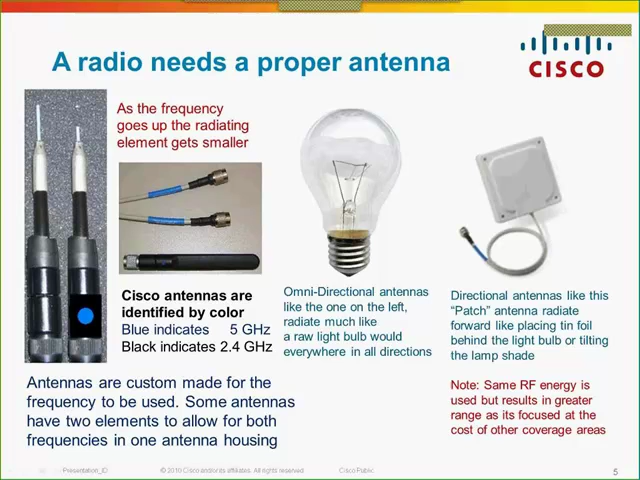 A radio needs a proper antenna
CISCO
As the frequency
goes up the radiating
element gets smaller
Cisco antennas are
identified by color
Blue indicates 5 GHz
Black indicates 2.4 GHz
Omni-Directional antennas
like the one on the left,
radiate much like
a raw light bulb would
everywhere in all directions
Directional antennas like this
“Patch” antenna radiate
forward like placing tin foil
behind the light bulb or tilting
the lamp shade
Note: Same RF energy is
used but results in greater
range as its focused at the
cost of other coverage areas
Antennas are custom made for the
frequency to be used. Some antennas
have two elements to allow for both
frequencies in one antenna housing
Presentation_ID
© 2010 Cisco and/or its affiliates. All rights reserved.
Cisco Public
5